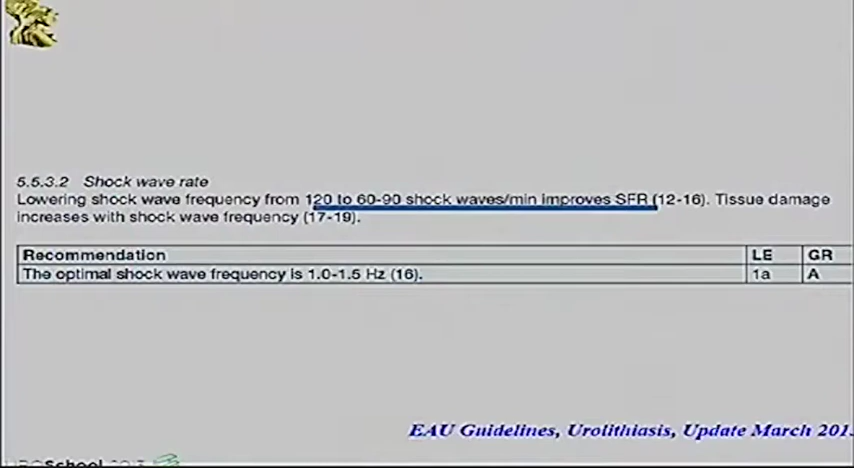 5.5.3.2 Shock wave rate
Lowering shock wave frequency from 120 to 60-90 shock waves/min improves SFR (12-16). Tissue damage
increases with shock wave frequency (17-19).
Recommendation LE GR
The optimal shock wave frequency is 1.0-1.5 Hz (16). 1a A
EAU Guidelines, Urolithiasis, Update March 201
School